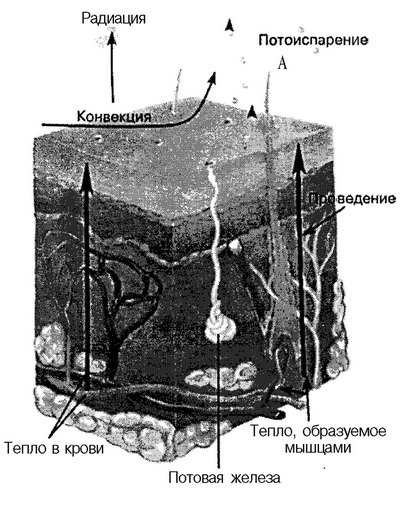 Радиация
Потоиспарение
А
Конвекция
Проведение
Тепло в крови
Тепло, образуемое
мышцами
Потовая железа